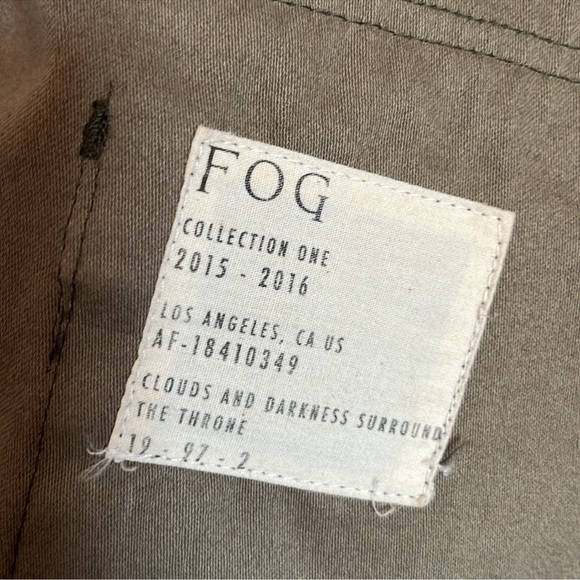 FOG
COLLECTION ONE
2015 - 2016
LOS ANGELES, CA US
AF-18410349
CLOUDS AND DARKNESS SURROUND
THE THRONE
19 - 97 - 2